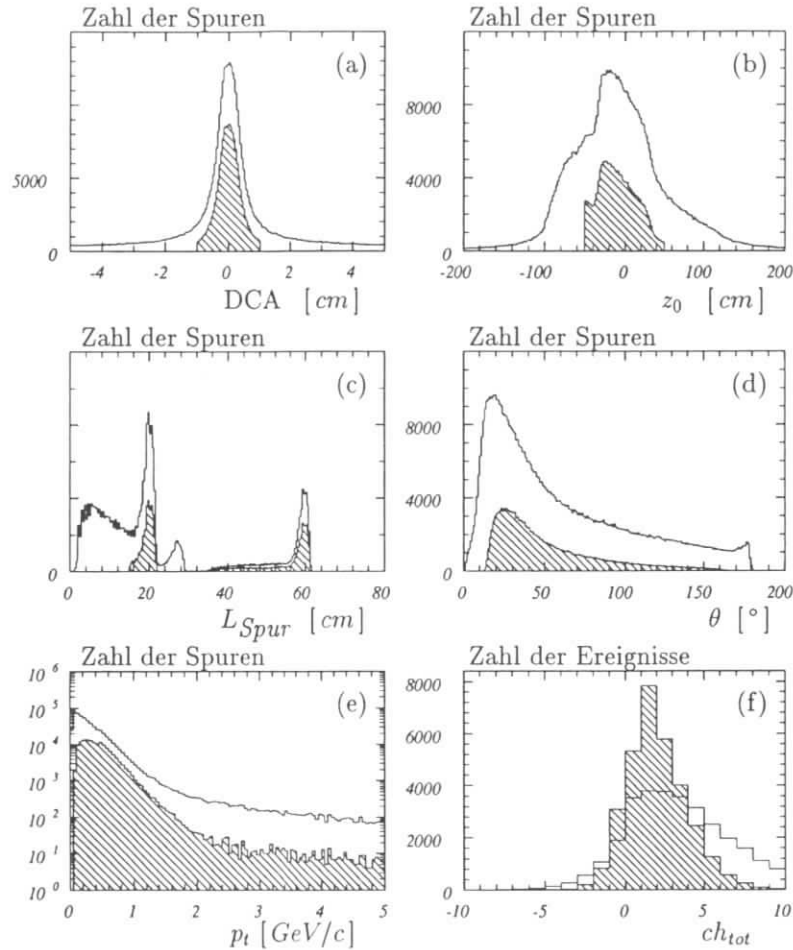 Zahl der Spuren
(a)
5000
0
-4 -2 0 2 4
DCA [cm]
Zahl der Spuren
(b)
8000
4000
0
-200 -100 0 100 200
z0 [cm]
Zahl der Spuren
(c)
0
0 20 40 60 80
LSpur [cm]
Zahl der Spuren
(d)
8000
4000
0
0 50 100 150 200
θ [°]
Zahl der Spuren
(e)
10^6
10^5
10^4
10^3
10^2
10^1
10^0
0 1 2 3 4 5
pt [GeV/c]
Zahl der Ereignisse
(f)
8000
6000
4000
2000
0
-10 -5 0 5 10
chtot